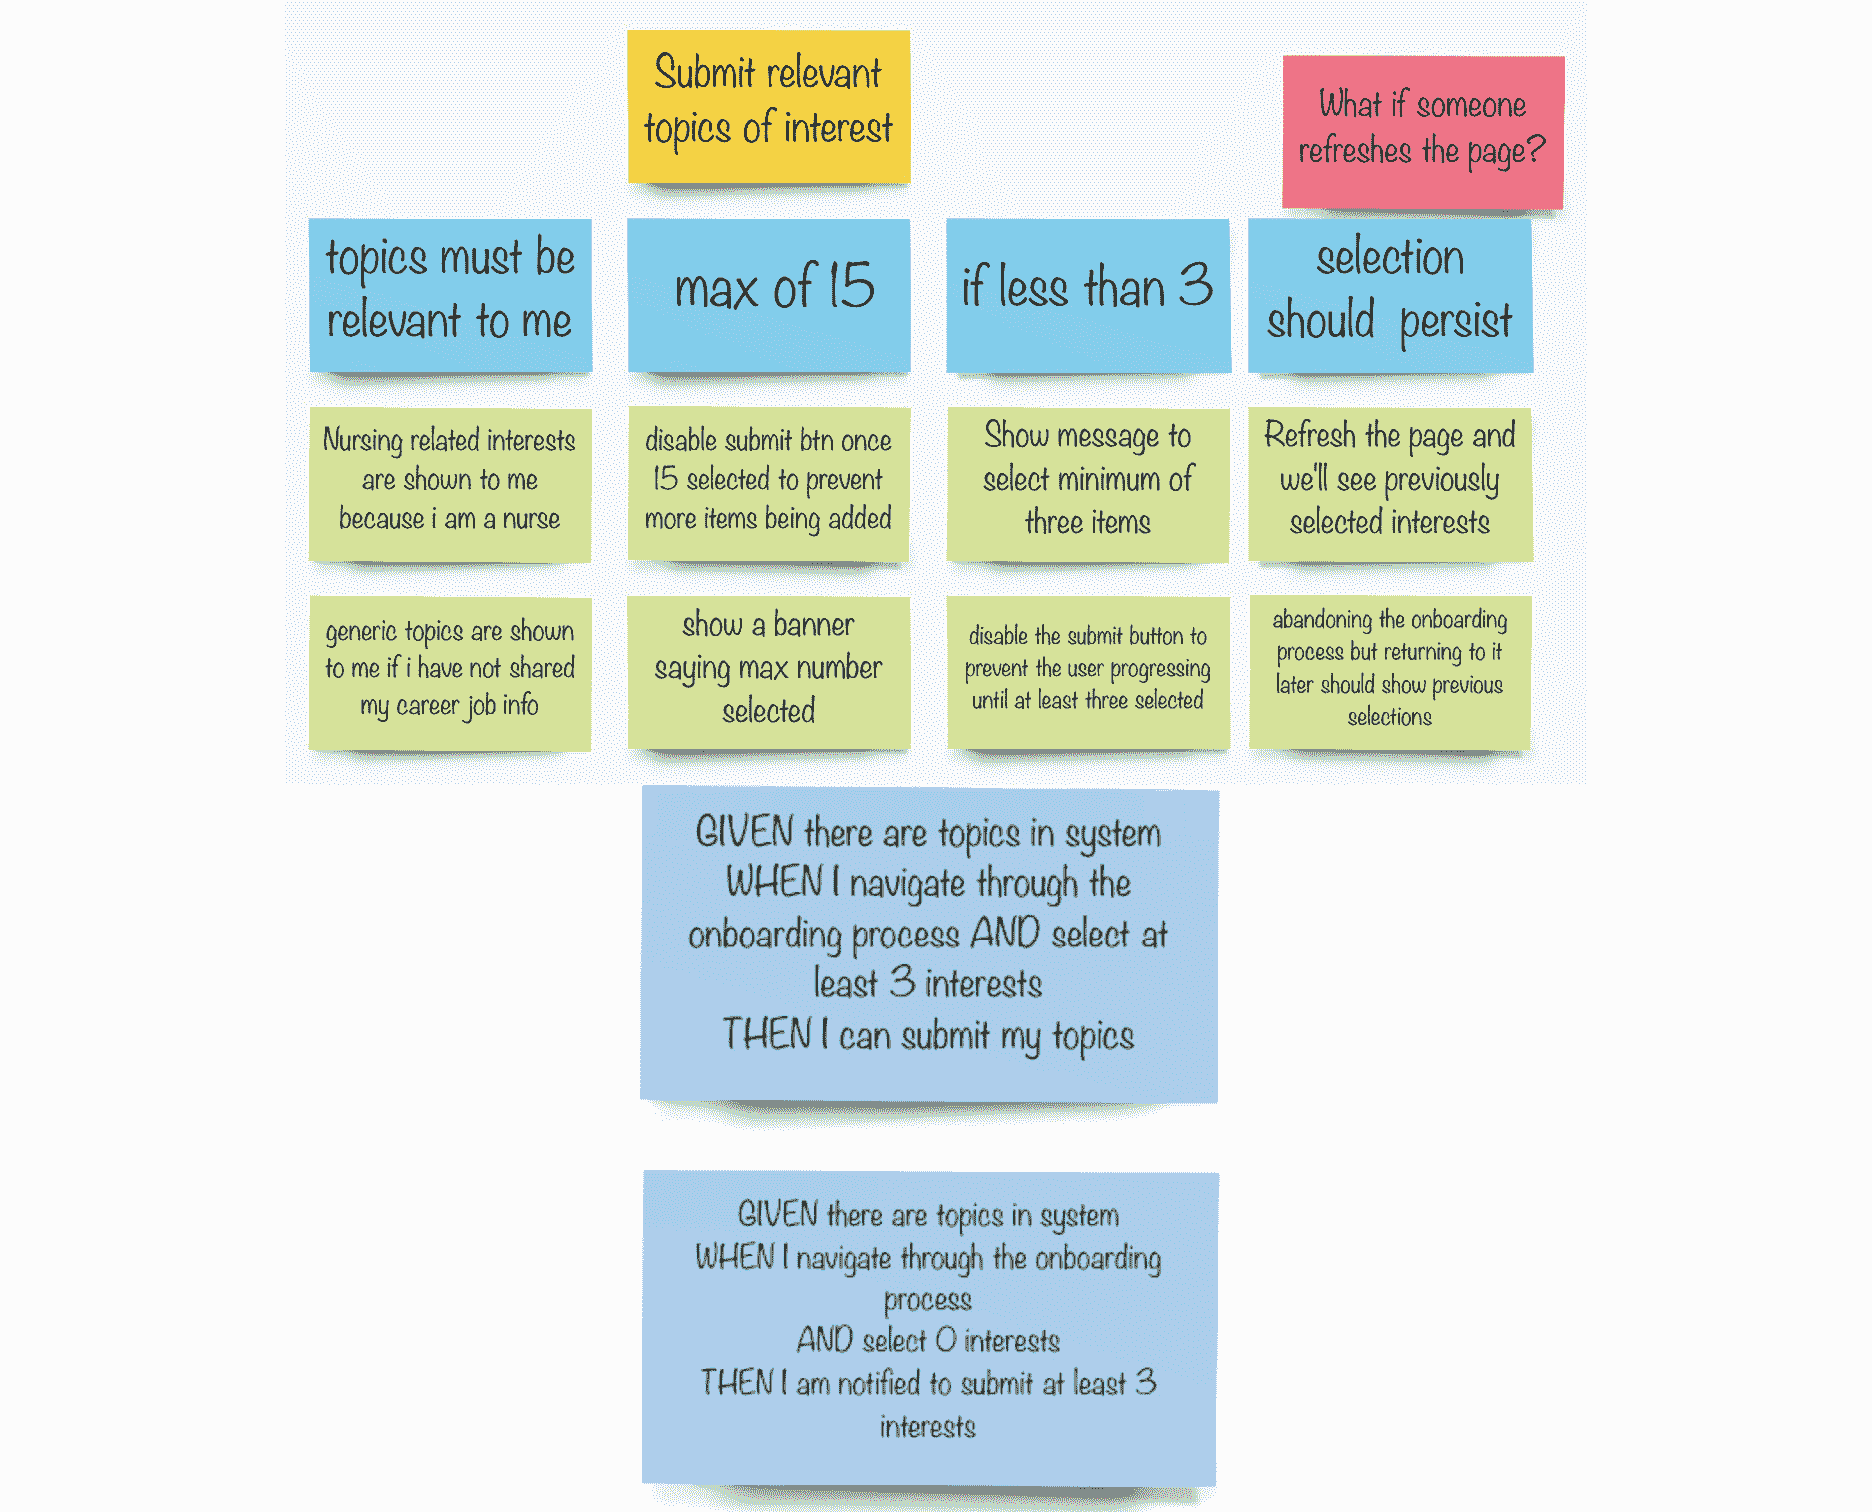 Submit relevant
topics of interest
What if someone
refreshes the page?
topics must be
relevant to me
max of 15
if less than 3
selection
should persist
Nursing related interests
are shown to me
because i am a nurse
disable submit btn once
15 selected to prevent
more items being added
Show message to
select minimum of
three items
Refresh the page and
we'll see previously
selected interests
generic topics are shown
to me if i have not shared
my career job info
show a banner
saying max number
selected
disable the submit button to
prevent the user progressing
until at least three selected
abandoning the onboarding
process but returning to it
later should show previous
selections
GIVEN there are topics in system
WHEN I navigate through the
onboarding process AND select at
least 3 interests
THEN I can submit my topics
GIVEN there are topics in system
WHEN I navigate through the onboarding
process
AND select 0 interests
THEN I am notified to submit at least 3
interests